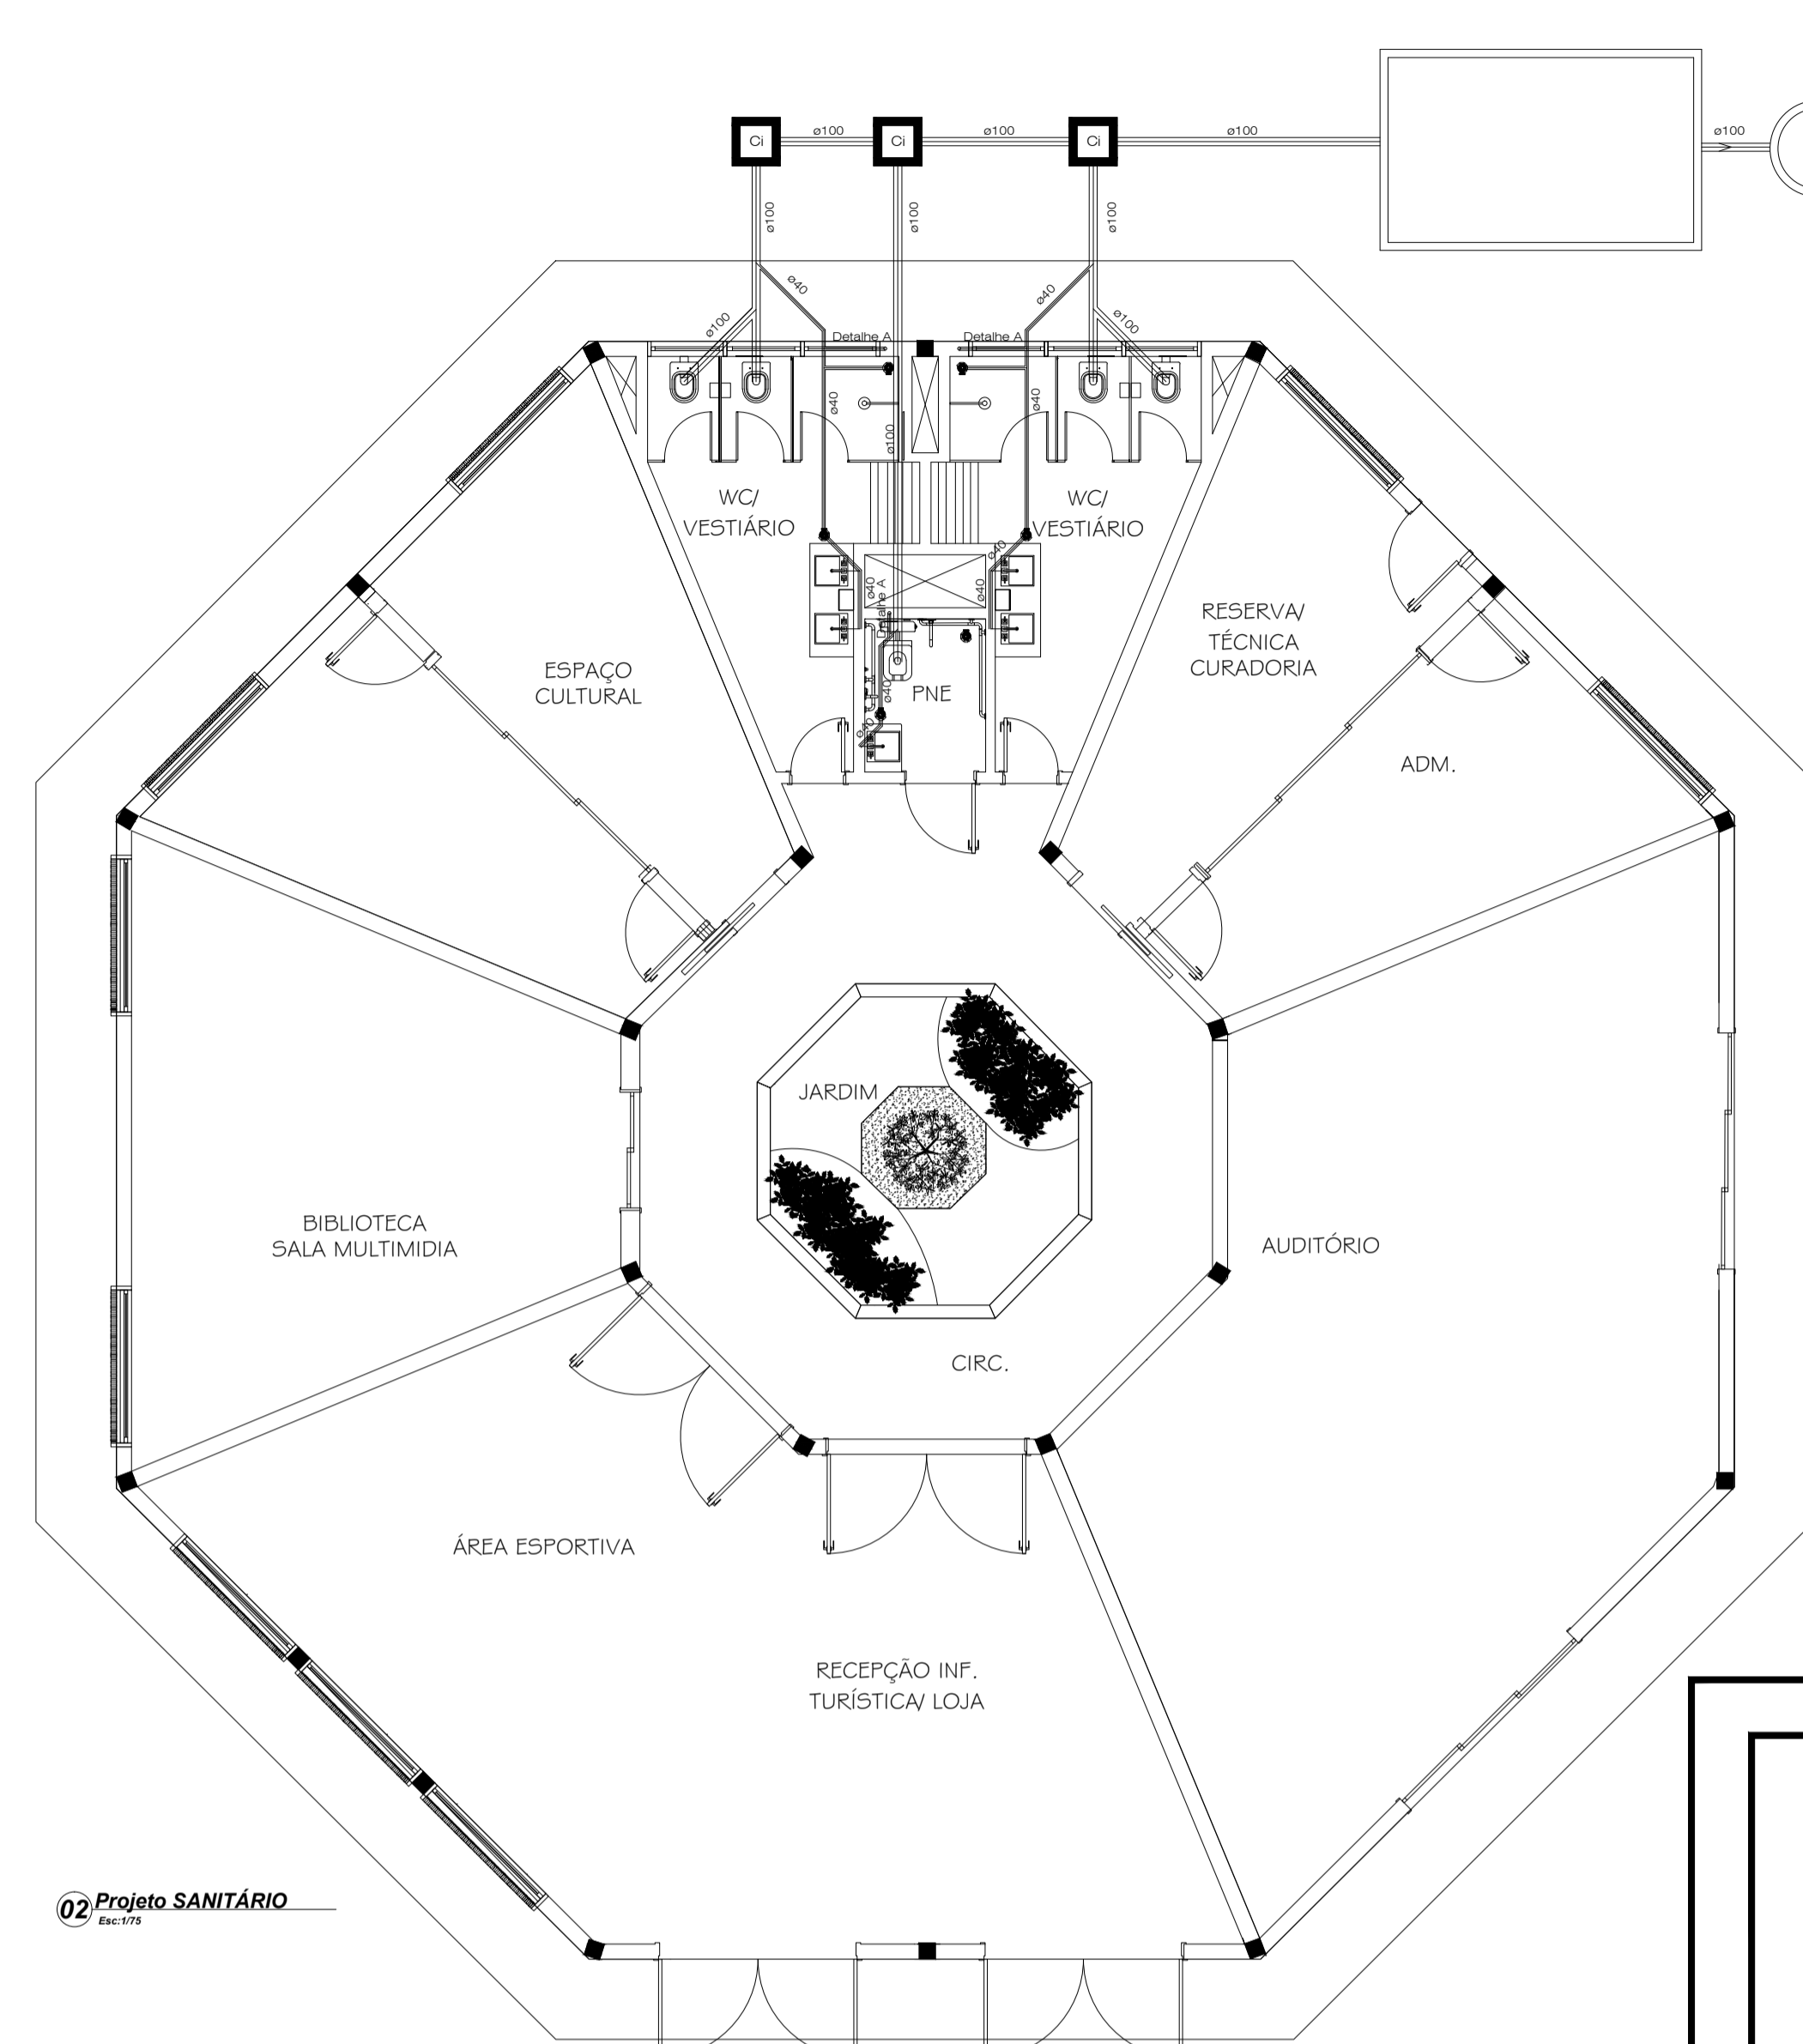 ø100
ø100
ø100
ø100
Ci
Ci
Ci
ø100
ø100
ø100
ø40
ø40
ø100
ø100
Detalhe A
Detalhe A
ø40
ø40
ø100
WC/
VESTIÁRIO
WC/
VESTIÁRIO
ø40
ø40
ø40
Detalhe A
ø40
ø40
PNE
ESPAÇO
CULTURAL
RESERVA/
TÉCNICA
CURADORIA
ADM.
JARDIM
BIBLIOTECA
SALA MULTIMIDIA
AUDITÓRIO
CIRC.
ÁREA ESPORTIVA
RECEPÇÃO INF.
TURÍSTICA/ LOJA
02 Projeto SANITÁRIO
Esc:1/75